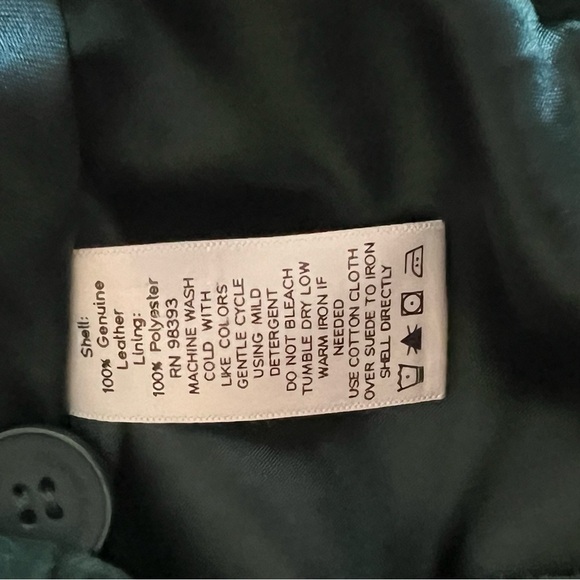 Shell:
100% Genuine
Leather
Lining:
100% Polyester
RN 98393
MACHINE WASH
COLD WITH
LIKE COLORS
GENTLE CYCLE
USING MILD
DETERGENT
DO NOT BLEACH
TUMBLE DRY LOW
WARM IRON IF
NEEDED
USE COTTON CLOTH
OVER SUEDE TO IRON
SHELL DIRECTLY